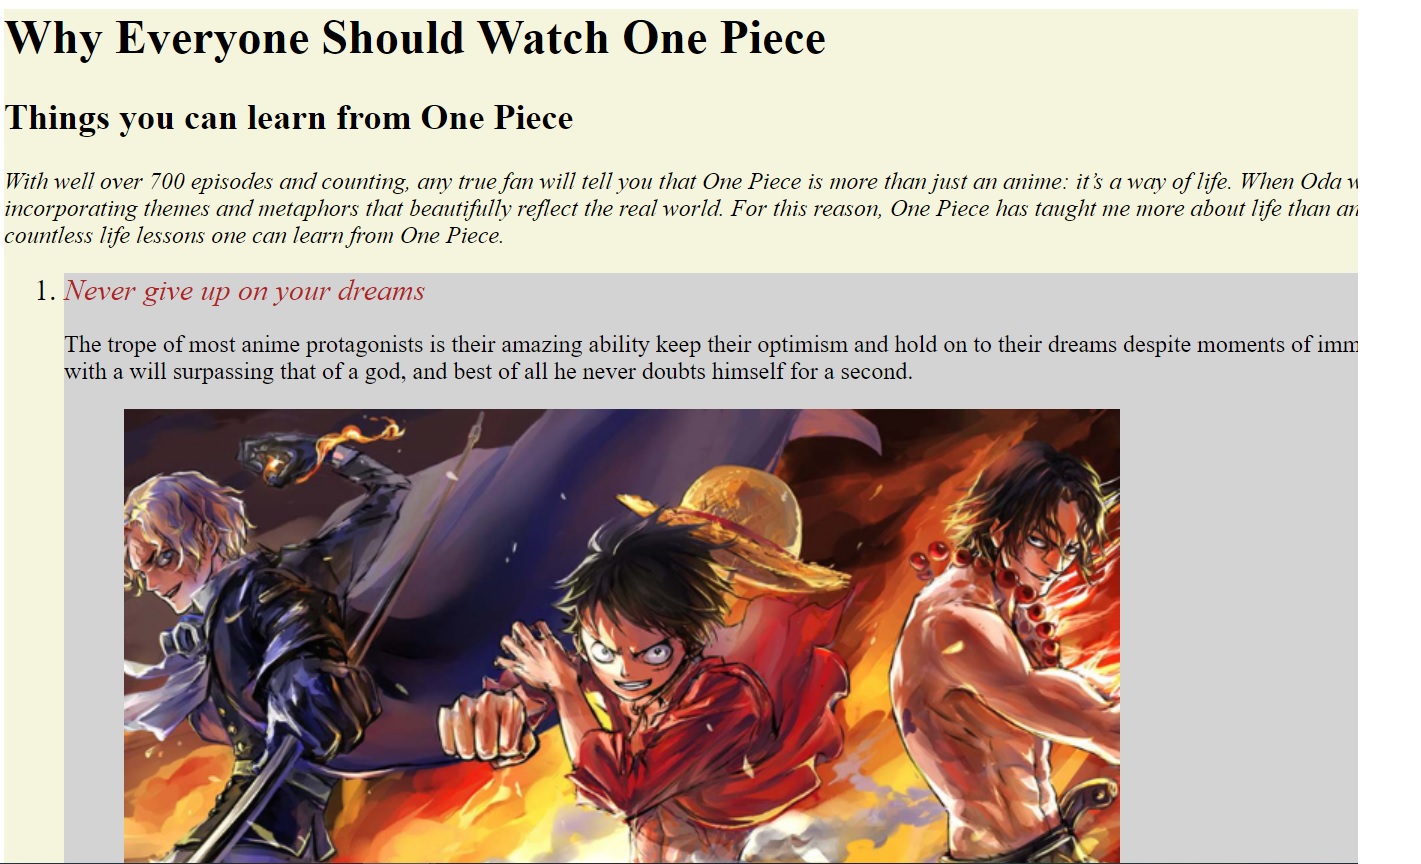 Why Everyone Should Watch One Piece
Things you can learn from One Piece
With well over 700 episodes and counting, any true fan will tell you that One Piece is more than just an anime: it’s a way of life. When Oda
incorporating themes and metaphors that beautifully reflect the real world. For this reason, One Piece has taught me more about life than
countless life lessons one can learn from One Piece.
1. Never give up on your dreams
The trope of most anime protagonists is their amazing ability keep their optimism and hold on to their dreams despite moments of
with a will surpassing that of a god, and best of all he never doubts himself for a second.